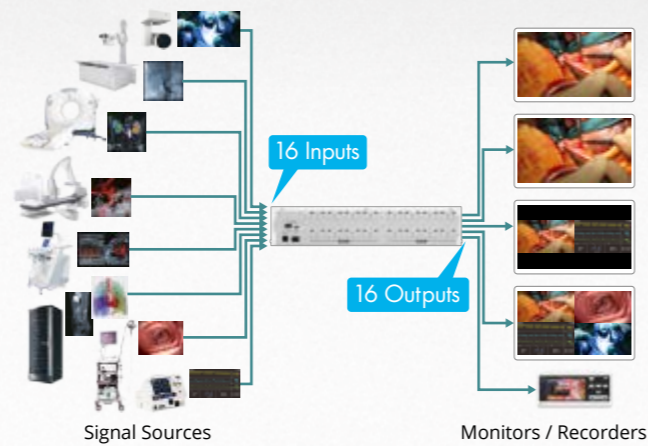 16 Inputs
16 Outputs
Signal Sources
Monitors / Recorders